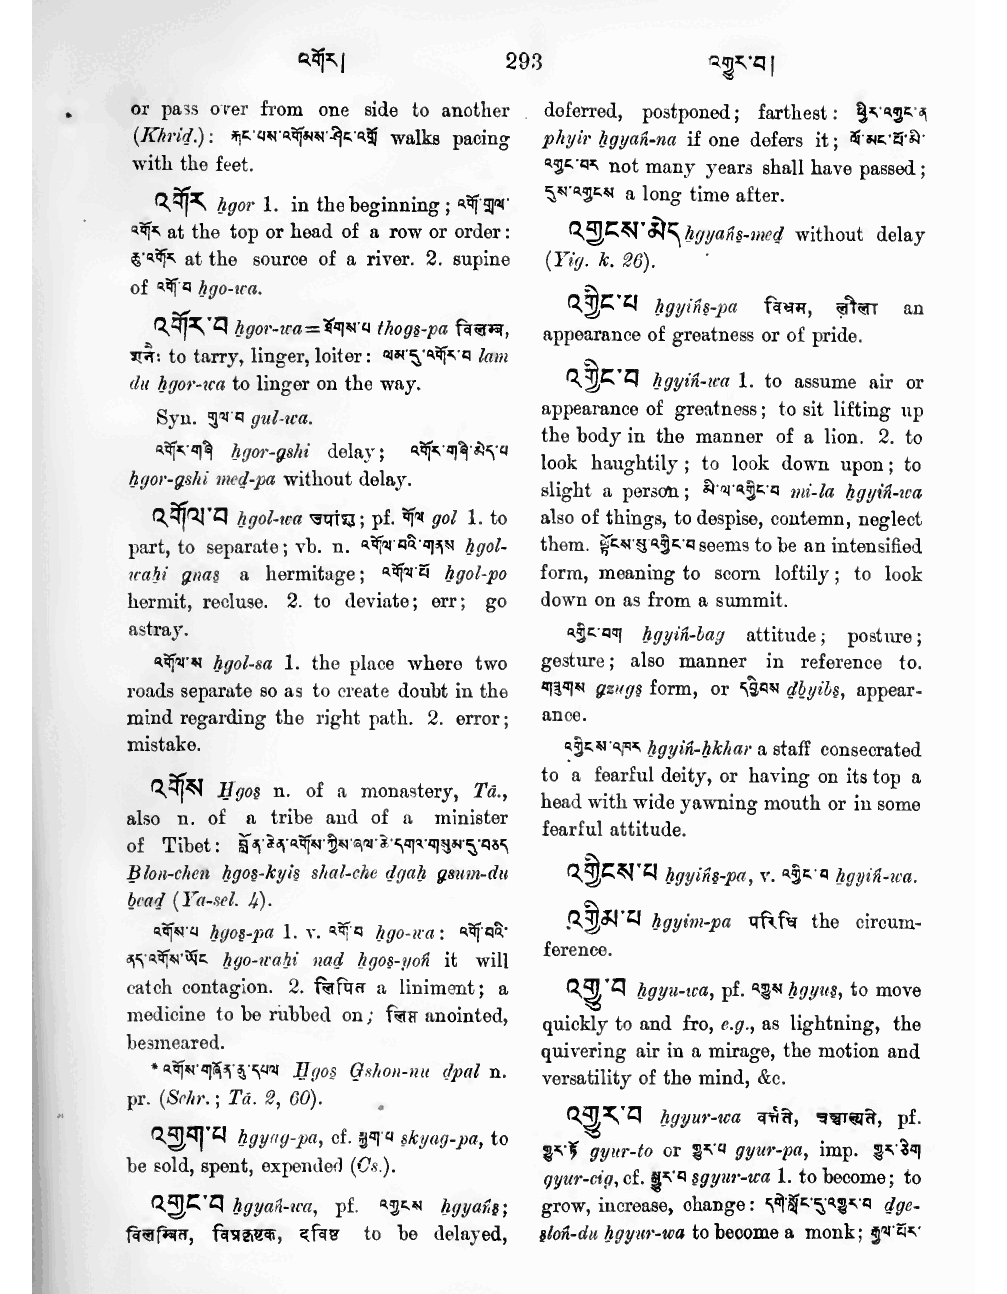 འགོར། 293 འགྱུར་བ།
or pass over from one side to another
(Khriḏ.): རྐང་པས་འགོམས་ཤིང་འགྲོ walks pacing
with the feet.
འགོར ḥgor 1. in the beginning; འགོ་གྲལ་
འགོར at the top or head of a row or order:
ཆུ་འགོར at the source of a river. 2. supine
of འགོ་བ ḥgo-wa.
འགོར་བ ḥgor-wa=ཐོགས་པ thogs̱-pa विलम्ब,
शनैः to tarry, linger, loiter: ལམ་དུ་འགོར་བ lam
du ḥgor-wa to linger on the way.
Syn. གུལ་བ gul-wa.
འགོར་གཞི ḥgor-gshi delay; འགོར་གཞི་མེད་པ
ḥgor-gshi meḏ-pa without delay.
འགོལ་བ ḥgol-wa उपांशु; pf. གོལ gol 1. to
part, to separate; vb. n. འགོལ་བའི་གནས ḥgol-
waḥi gnas̱ a hermitage; འགོལ་པོ ḥgol-po
hermit, recluse. 2. to deviate; err; go
astray.
འགོལ་ས ḥgol-sa 1. the place where two
roads separate so as to create doubt in the
mind regarding the right path. 2. error;
mistake.
འགོས Ḥgos̱ n. of a monastery, Tā.,
also n. of a tribe and of a minister
of Tibet: བློན་ཆེན་འགོས་ཀྱིས་ཞལ་ཆེ་དཀར་གསུམ་དུ་བཅད
Ḇlon-chen ḥgos̱-kyis̱ shal-che ḏgaḥ gsum-du
ḇcaḏ (Ya-sel. 4).
འགོས་པ ḥgos̱-pa 1. v. འགོ་བ ḥgo-wa: འགོ་བའི་
ནད་འགོས་ཡོང ḥgo-waḥi naḏ ḥgos̱-yoṅ it will
catch contagion. 2. लिपित a liniment; a
medicine to be rubbed on; लिप्त anointed,
besmeared.
* འགོས་གཞོན་ནུ་དཔལ Ḥgos̱ G̱shon-nu ḏpal n.
pr. (Schr.; Tā. 2, 60).
འགྱག་པ ḥgyag-pa, cf. སྐྱག་པ s̱kyag-pa, to
be sold, spent, expended (Cs.).
འགྱང་བ ḥgyaṅ-wa, pf. འགྱངས ḥgyaṅs̱;
विलम्बित, विप्रकृष्टक, दविष्ठ to be delayed,
deferred, postponed; farthest: ཕྱིར་འགྱང་ན
phyir ḥgyaṅ-na if one defers it; ལོ་མང་པོ་མི་
འགྱང་བར not many years shall have passed;
དུས་འགྱངས a long time after.
འགྱངས་མེད ḥgyaṅs̱-meḏ without delay
(Yig. k. 26).
འགྱིང་པ ḥgyiṅs̱-pa विभ्रम, लीला an
appearance of greatness or of pride.
འགྱིང་བ ḥgyiṅ-wa 1. to assume air or
appearance of greatness; to sit lifting up
the body in the manner of a lion. 2. to
look haughtily; to look down upon; to
slight a person; མི་ལ་འགྱིང་བ mi-la ḥgyiṅ-wa
also of things, to despise, contemn, neglect
them. སྟོངས་སུ་འགྱིང་བ seems to be an intensified
form, meaning to scorn loftily; to look
down on as from a summit.
འགྱིང་བག ḥgyiṅ-bag attitude; posture;
gesture; also manner in reference to.
གཟུགས gzugs̱ form, or དབྱིབས ḏḇyibs̱, appear-
ance.
འགྱིངས་འཁར ḥgyiṅ-ḥkhar a staff consecrated
to a fearful deity, or having on its top a
head with wide yawning mouth or in some
fearful attitude.
འགྱིངས་པ ḥgyiṅs̱-pa, v. འགྱིང་བ ḥgyiṅ-wa.
འགྱིམ་པ ḥgyim-pa परिधि the circum-
ference.
འགྱུ་བ ḥgyu-wa, pf. འགྱུས ḥgyus̱, to move
quickly to and fro, e.g., as lightning, the
quivering air in a mirage, the motion and
versatility of the mind, &c.
འགྱུར་བ ḥgyur-wa वर्त्तते, pf.
གྱུར་ཏོ gyur-to or གྱུར་པ gyur-pa, imp. གྱུར་ཅིག
gyur-cig, cf. སྒྱུར་བ s̱gyur-wa 1. to become; to
grow, increase, change: དགེ་སློང་དུ་འགྱུར་བ ḏge-
s̱loṅ-du ḥgyur-wa to become a monk; རྒྱལ་པོར་